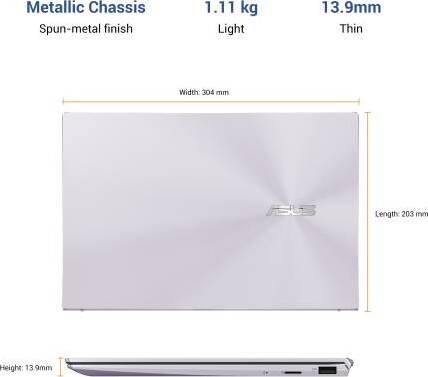 Metallic Chassis
Spun-metal finish
1.11 kg
Light
13.9mm
Thin
Width: 304 mm
ASUS
Length: 203 mm
Height: 13.9mm